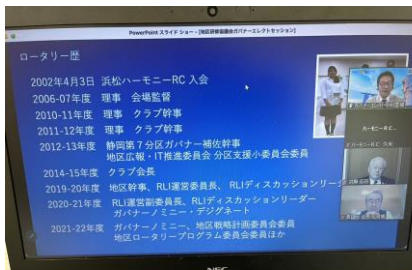 PowerPoint スライド ショー - [地区研修協議会ガバナーエレクトセッション]
ロータリー歴
2002年4月3日 浜松ハーモニーRC 入会
2006-07年度 理事 会場監督
2010-11年度 理事 クラブ幹事
2011-12年度 理事 クラブ幹事
2012-13年度 静岡第7分区ガバナー補佐幹事
地区広報・IT推進委員会 分区支援小委員会委員
2014-15年度 クラブ会長
2019-20年度 地区幹事、RLI運営委員長、RLIディスカッションリーダー
2020-21年度 RLI運営副委員長、RLIディスカッションリーダー
ガバナーノミニー・デジグネート
2021-22年度 ガバナーノミニー、地区戦略計画委員会委員
地区ロータリープログラム委員会委員ほか
ハーモニーRC
NEC